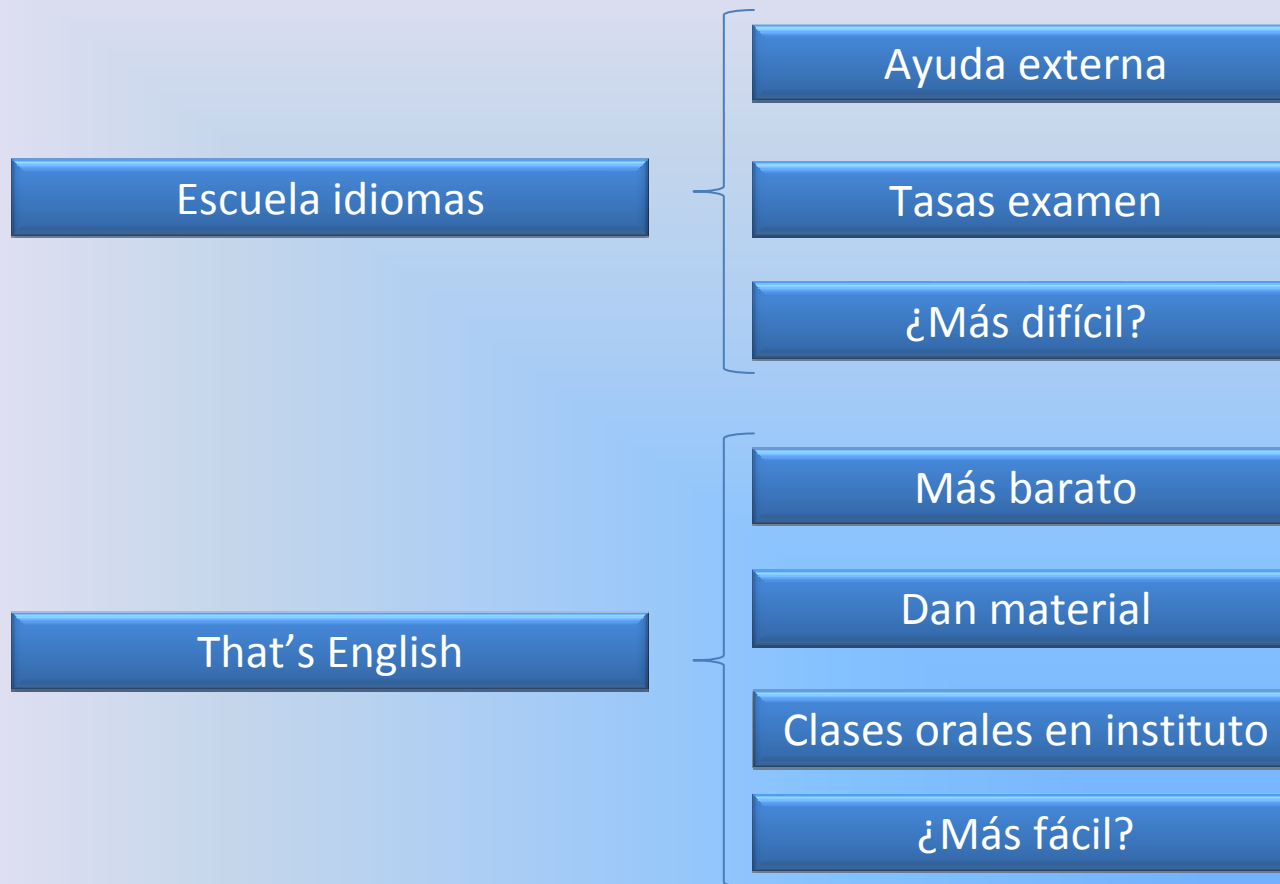 Escuela idiomas
Ayuda externa
Tasas examen
¿Más difícil?
That’s English
Más barato
Dan material
Clases orales en instituto
¿Más fácil?